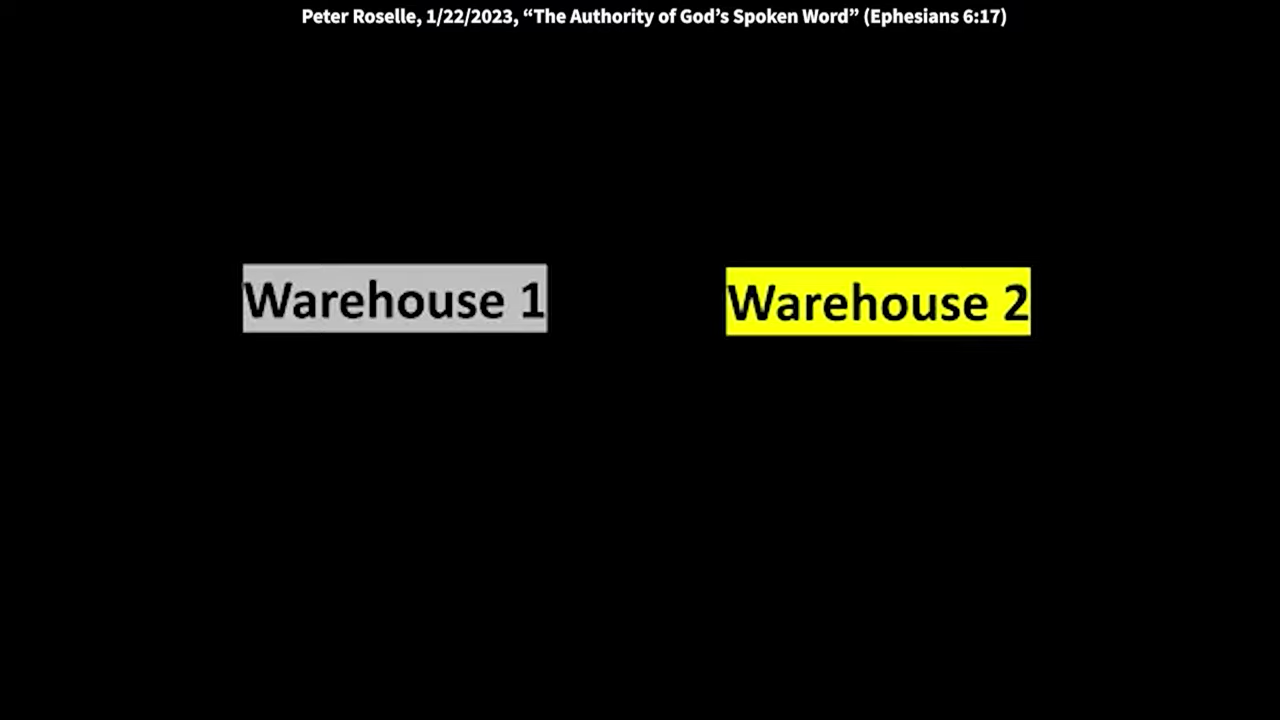 Peter Roselle, 1/22/2023, “The Authority of God’s Spoken Word” (Ephesians 6:17)
Warehouse 1
Warehouse 2